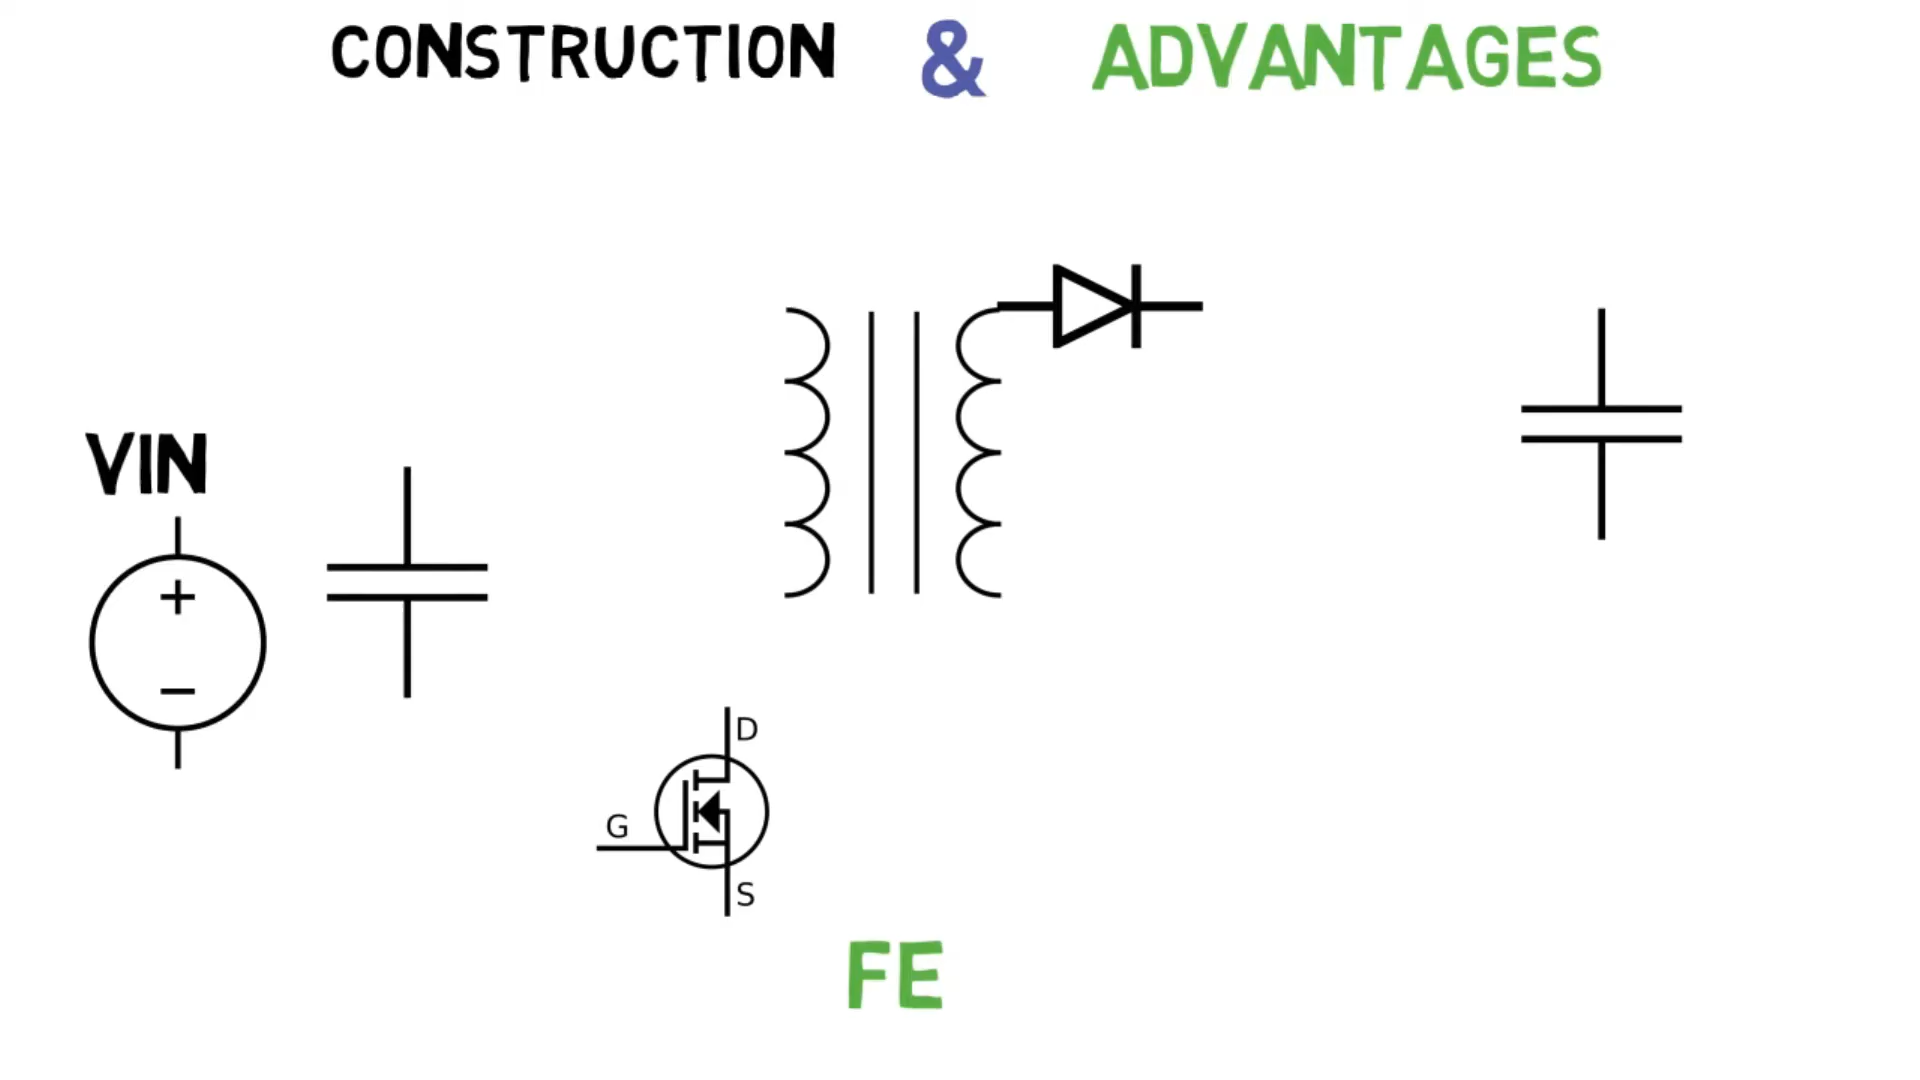 CONSTRUCTION & ADVANTAGES
VIN
+
−
D
G
S
FE